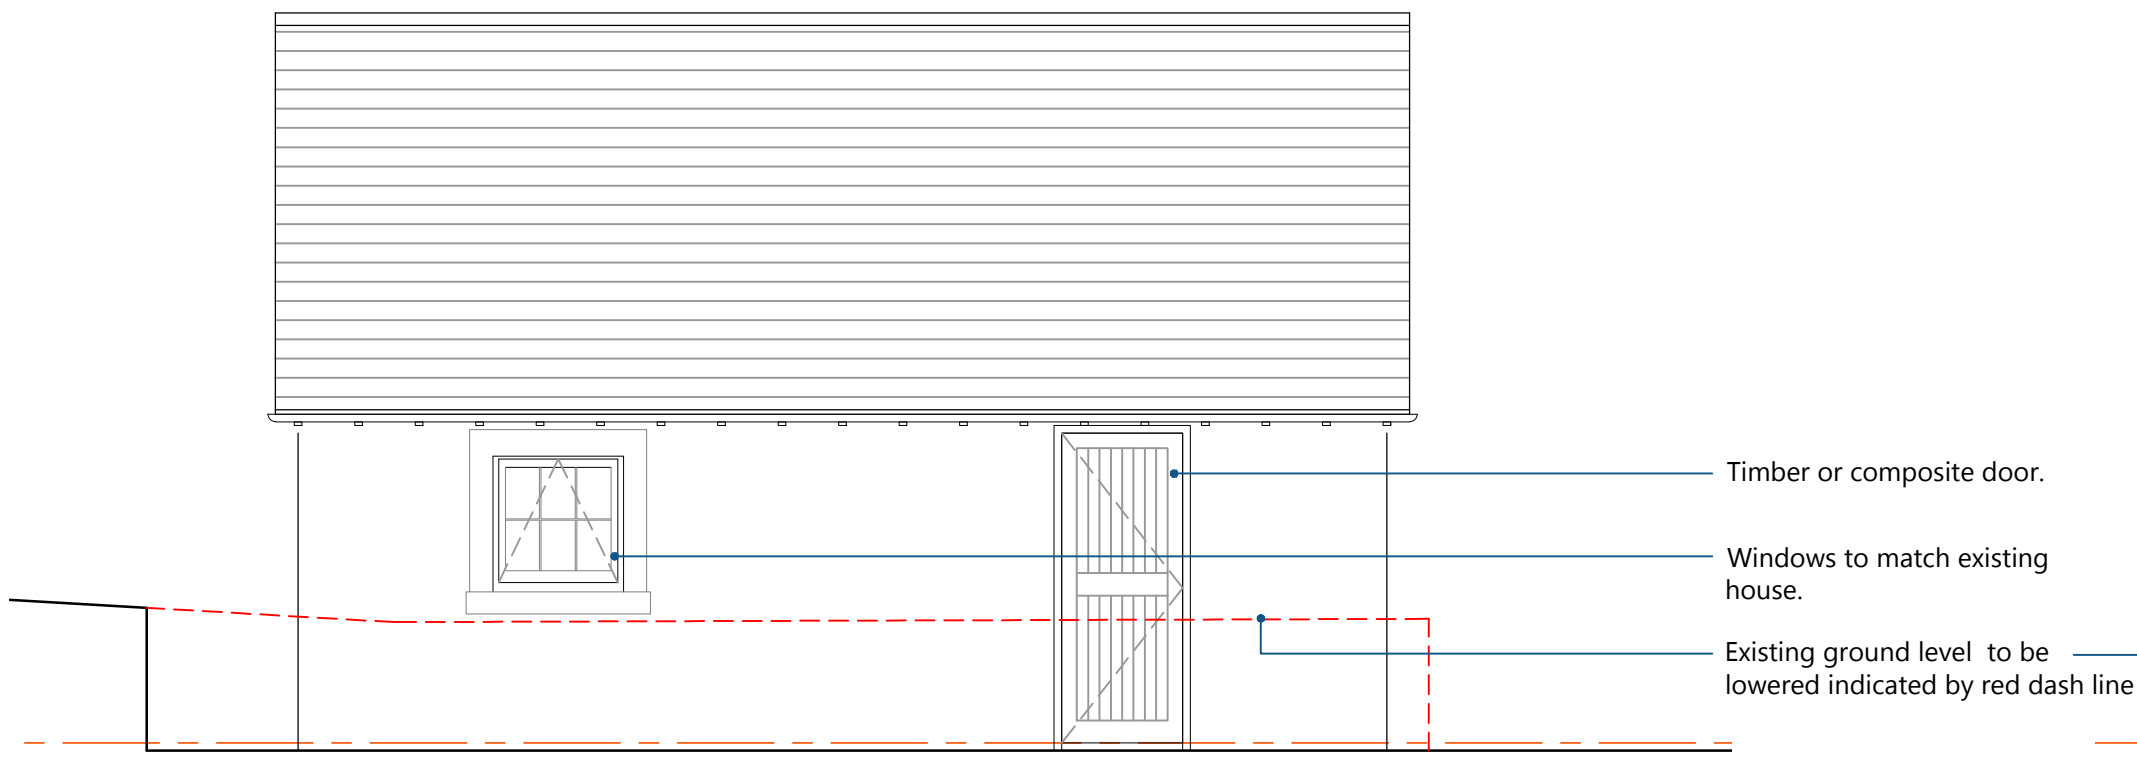 Timber or composite door.
Windows to match existing
house.
Existing ground level  to be
lowered indicated by red dash line